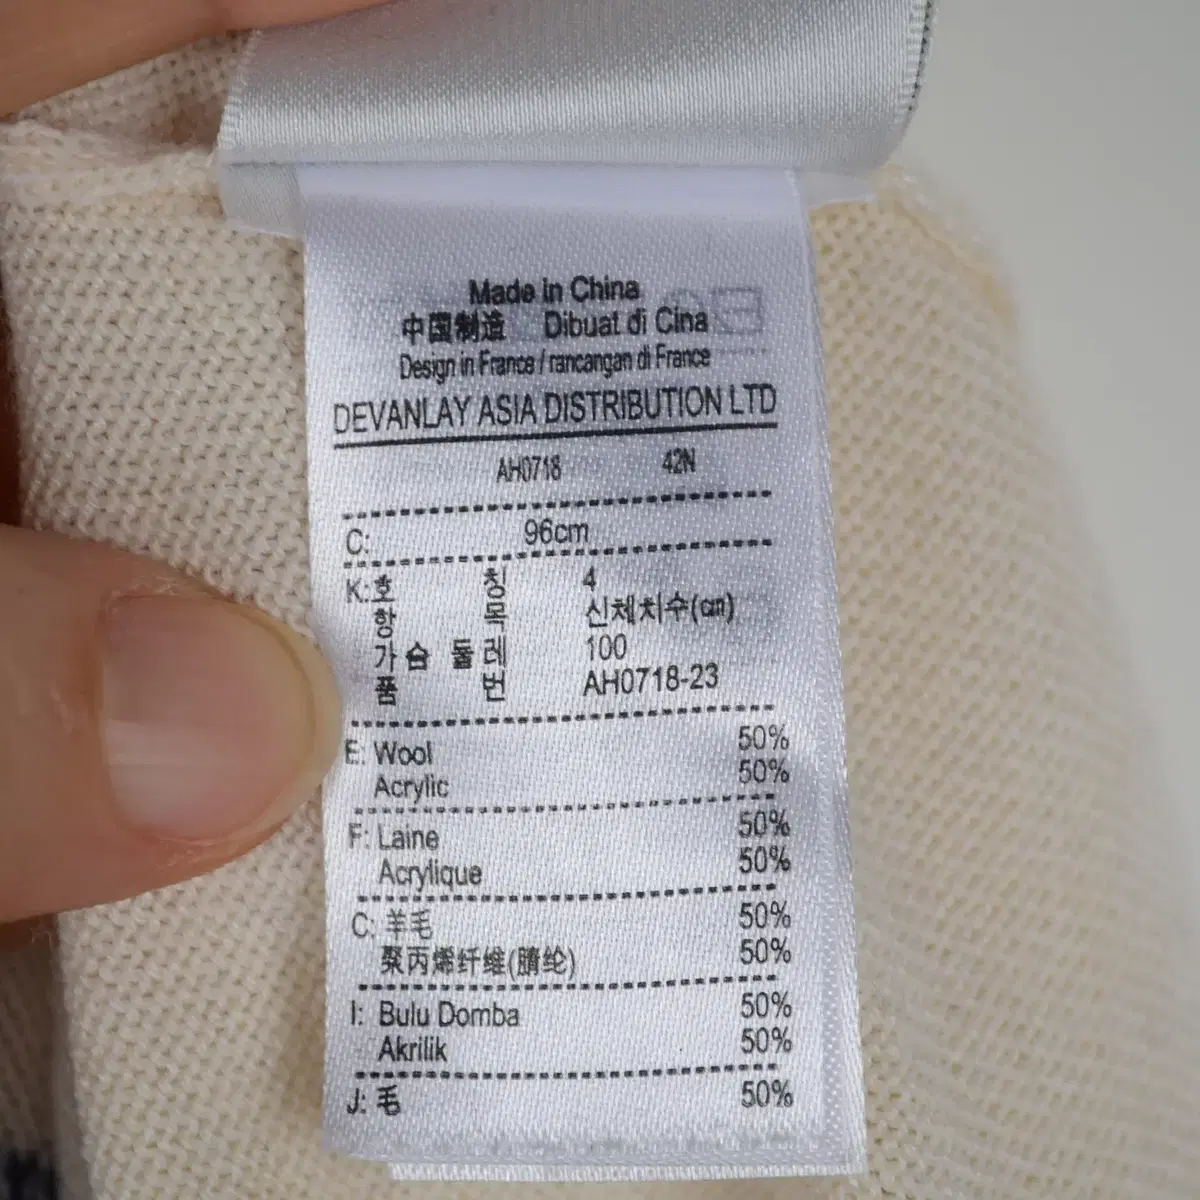 Made in China
中国制造 Dibuat di Cina
Design in France / rancangan di France
DEVANLAY ASIA DISTRIBUTION LTD
AH0718 42N
C: 96cm
K: 호 칭 4
항 목 신체치수(cm)
가 슴 둘 레 100
품 번 AH0718-23
E: Wool 50%
Acrylic 50%
F: Laine 50%
Acrylique 50%
C: 羊毛 50%
聚丙烯纤维(腈纶) 50%
I: Bulu Domba 50%
Akrilik 50%
J: 毛 50%